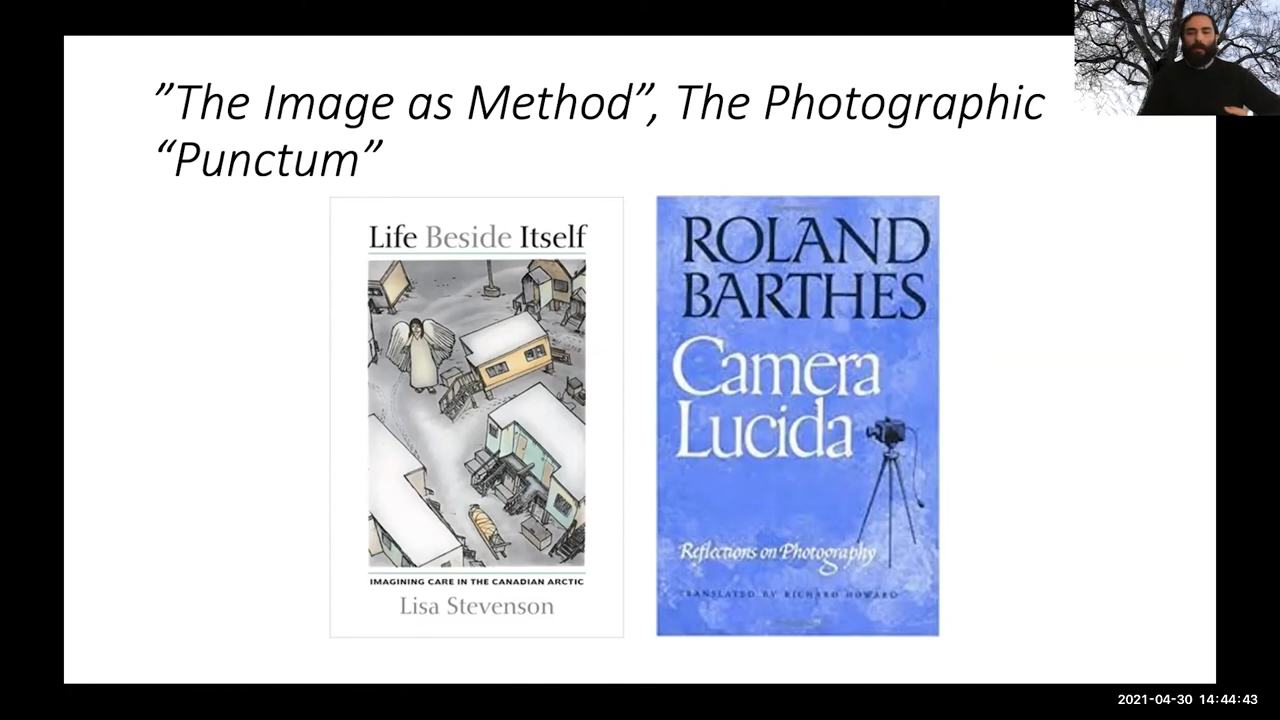 ”The Image as Method”, The Photographic
“Punctum”
Life Beside Itself
IMAGINING CARE IN THE CANADIAN ARCTIC
Lisa Stevenson
ROLAND
BARTHES
Camera
Lucida
Reflections on Photography
TRANSLATED BY RICHARD HOWARD
2021-04-30 14:44:43